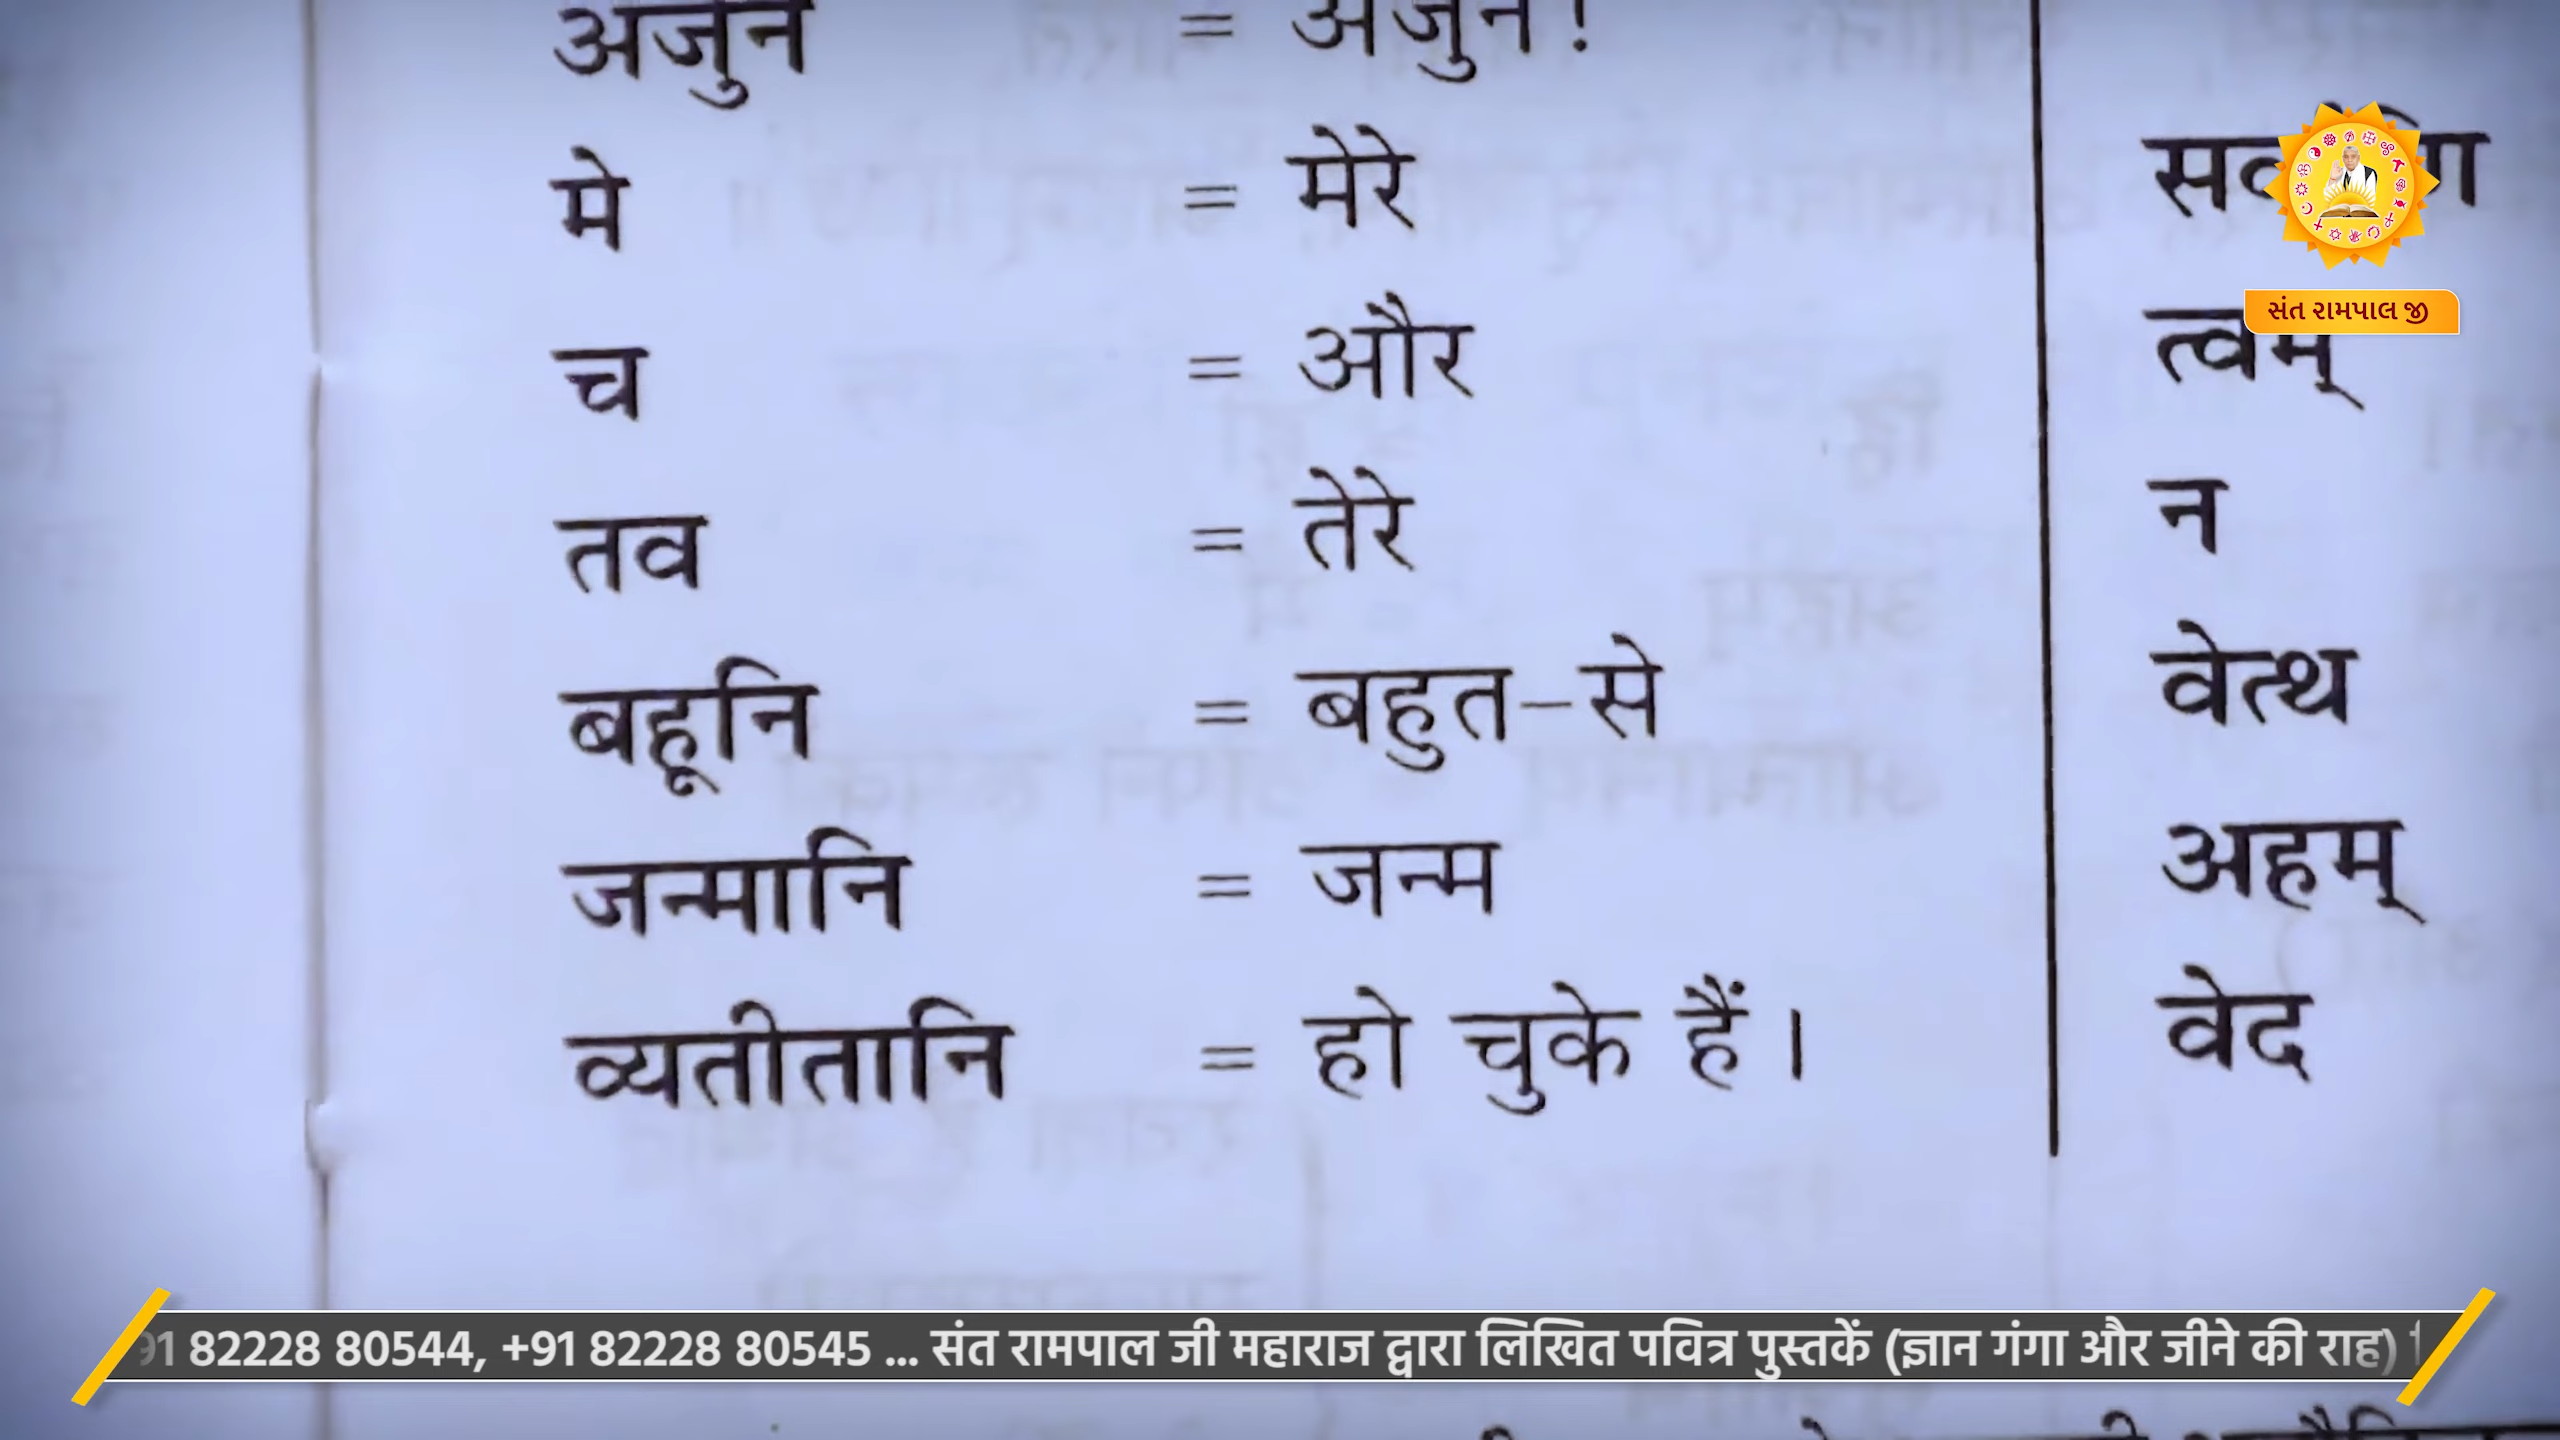 अर्जुन = अर्जुन!
मे = मेरे
च = और
तव = तेरे
बहूनि = बहुत-से
जन्मानि = जन्म
व्यतीतानि = हो चुके हैं।
त्वम्
न
वेत्थ
अहम्
वेद
સંત રામપાલ જી
91 82228 80544, +91 82228 80545 ... संत रामपाल जी महाराज द्वारा लिखित पवित्र पुस्तकें (ज्ञान गंगा और जीने की राह)